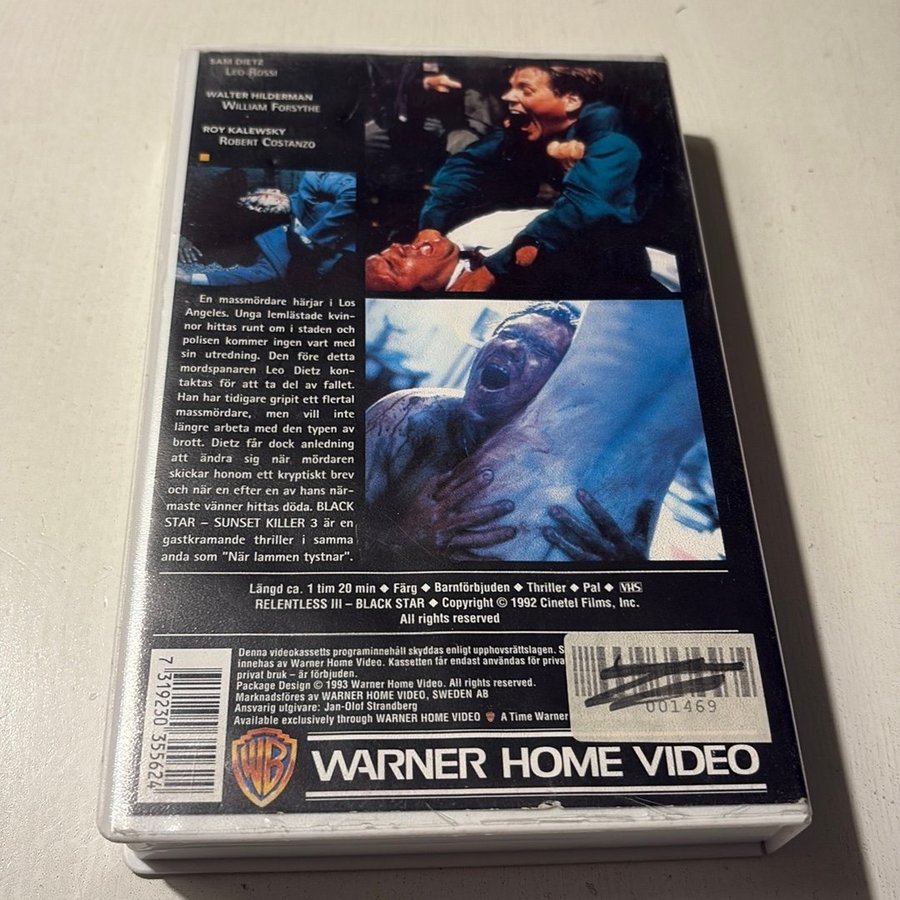 SAM DIETZ
LEO ROSSI
WALTER HILDERMAN
WILLIAM FORSYTHE
ROY KALEWSKY
ROBERT COSTANZO
En massmördare härjar i Los
Angeles. Unga lemlästade kvin-
nor hittas runt om i staden och
polisen kommer ingen vart med
sin utredning. Den före detta
mordspanaren Leo Dietz kon-
taktas för att ta del av fallet.
Han har tidigare gripit ett flertal
massmördare, men vill inte
längre arbeta med den typen av
brott. Dietz får dock anledning
att ändra sig när mördaren
skickar honom ett kryptiskt brev
och när en efter en av hans när-
maste vänner hittas döda. BLACK
STAR – SUNSET KILLER 3 är en
gastkramande thriller i samma
anda som "När lammen tystnar".
Längd ca. 1 tim 20 min ◆ Färg ◆ Barnförbjuden ◆ Thriller ◆ Pal ◆ VHS
RELENTLESS III – BLACK STAR ◆ Copyright © 1992 Cinetel Films, Inc.
All rights reserved
Denna videokassetts programinnehåll skyddas enligt upphovsrättslagen. S
innehas av Warner Home Video. Kassetten får endast användas för priva
privat bruk – är förbjuden.
Package Design © 1993 Warner Home Video. All rights reserved.
Marknadsföres av WARNER HOME VIDEO, SWEDEN AB
Ansvarig utgivare: Jan-Olof Strandberg
Available exclusively through WARNER HOME VIDEO A Time Warner
001469
7 319230 355624
WB WARNER HOME VIDEO